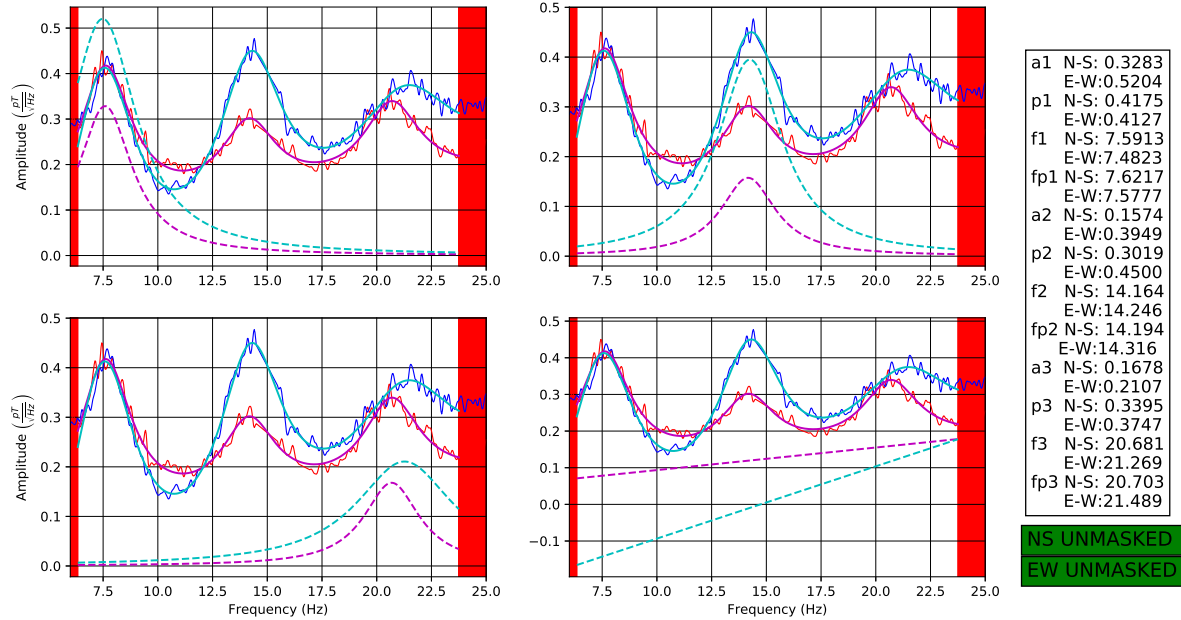 0.5
0.4
0.3
0.2
0.1
0.0
Amplitude (pT/√Hz)
7.5 10.0 12.5 15.0 17.5 20.0 22.5 25.0
0.5
0.4
0.3
0.2
0.1
0.0
7.5 10.0 12.5 15.0 17.5 20.0 22.5 25.0
0.5
0.4
0.3
0.2
0.1
0.0
Amplitude (pT/√Hz)
7.5 10.0 12.5 15.0 17.5 20.0 22.5 25.0
Frequency (Hz)
0.5
0.4
0.3
0.2
0.1
0.0
−0.1
7.5 10.0 12.5 15.0 17.5 20.0 22.5 25.0
Frequency (Hz)
a1 N-S: 0.3283
E-W:0.5204
p1 N-S: 0.4175
E-W:0.4127
f1 N-S: 7.5913
E-W:7.4823
fp1 N-S: 7.6217
E-W:7.5777
a2 N-S: 0.1574
E-W:0.3949
p2 N-S: 0.3019
E-W:0.4500
f2 N-S: 14.164
E-W:14.246
fp2 N-S: 14.194
E-W:14.316
a3 N-S: 0.1678
E-W:0.2107
p3 N-S: 0.3395
E-W:0.3747
f3 N-S: 20.681
E-W:21.269
fp3 N-S: 20.703
E-W:21.489
NS UNMASKED
EW UNMASKED